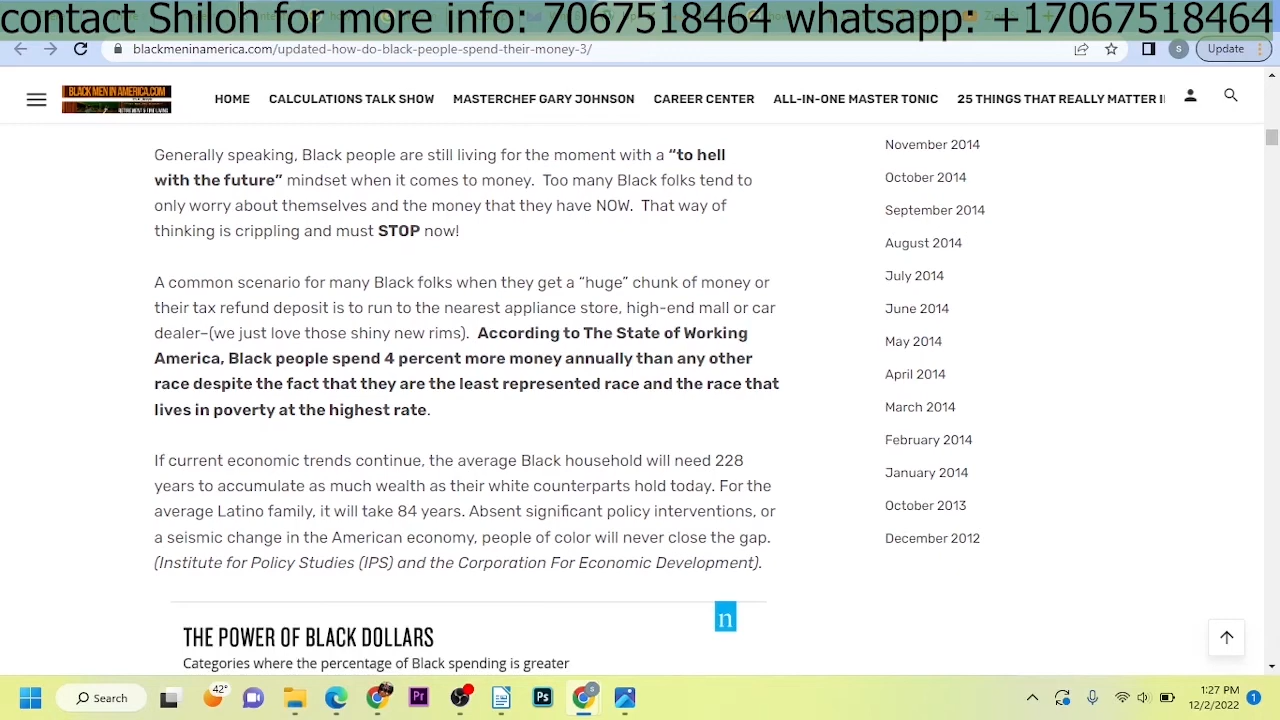 contact Shiloh for more info: 7067518464 whatsapp: +17067518464
blackmeninamerica.com/updated-how-do-black-people-spend-their-money-3/
S
Update
BLACK MEN IN AMERICA.COM
HOME
CALCULATIONS TALK SHOW
MASTERCHEF GARY JOHNSON
CAREER CENTER
ALL-IN-ONE MASTER TONIC
25 THINGS THAT REALLY MATTER I
Generally speaking, Black people are still living for the moment with a “to hell
with the future” mindset when it comes to money. Too many Black folks tend to
only worry about themselves and the money that they have NOW. That way of
thinking is crippling and must STOP now!
A common scenario for many Black folks when they get a “huge” chunk of money or
their tax refund deposit is to run to the nearest appliance store, high-end mall or car
dealer–(we just love those shiny new rims). According to The State of Working
America, Black people spend 4 percent more money annually than any other
race despite the fact that they are the least represented race and the race that
lives in poverty at the highest rate.
If current economic trends continue, the average Black household will need 228
years to accumulate as much wealth as their white counterparts hold today. For the
average Latino family, it will take 84 years. Absent significant policy interventions, or
a seismic change in the American economy, people of color will never close the gap.
(Institute for Policy Studies (IPS) and the Corporation For Economic Development).
n
THE POWER OF BLACK DOLLARS
Categories where the percentage of Black spending is greater
November 2014
October 2014
September 2014
August 2014
July 2014
June 2014
May 2014
April 2014
March 2014
February 2014
January 2014
October 2013
December 2012
Search
42°
Pr
Ps
S
1:27 PM
12/2/2022
1